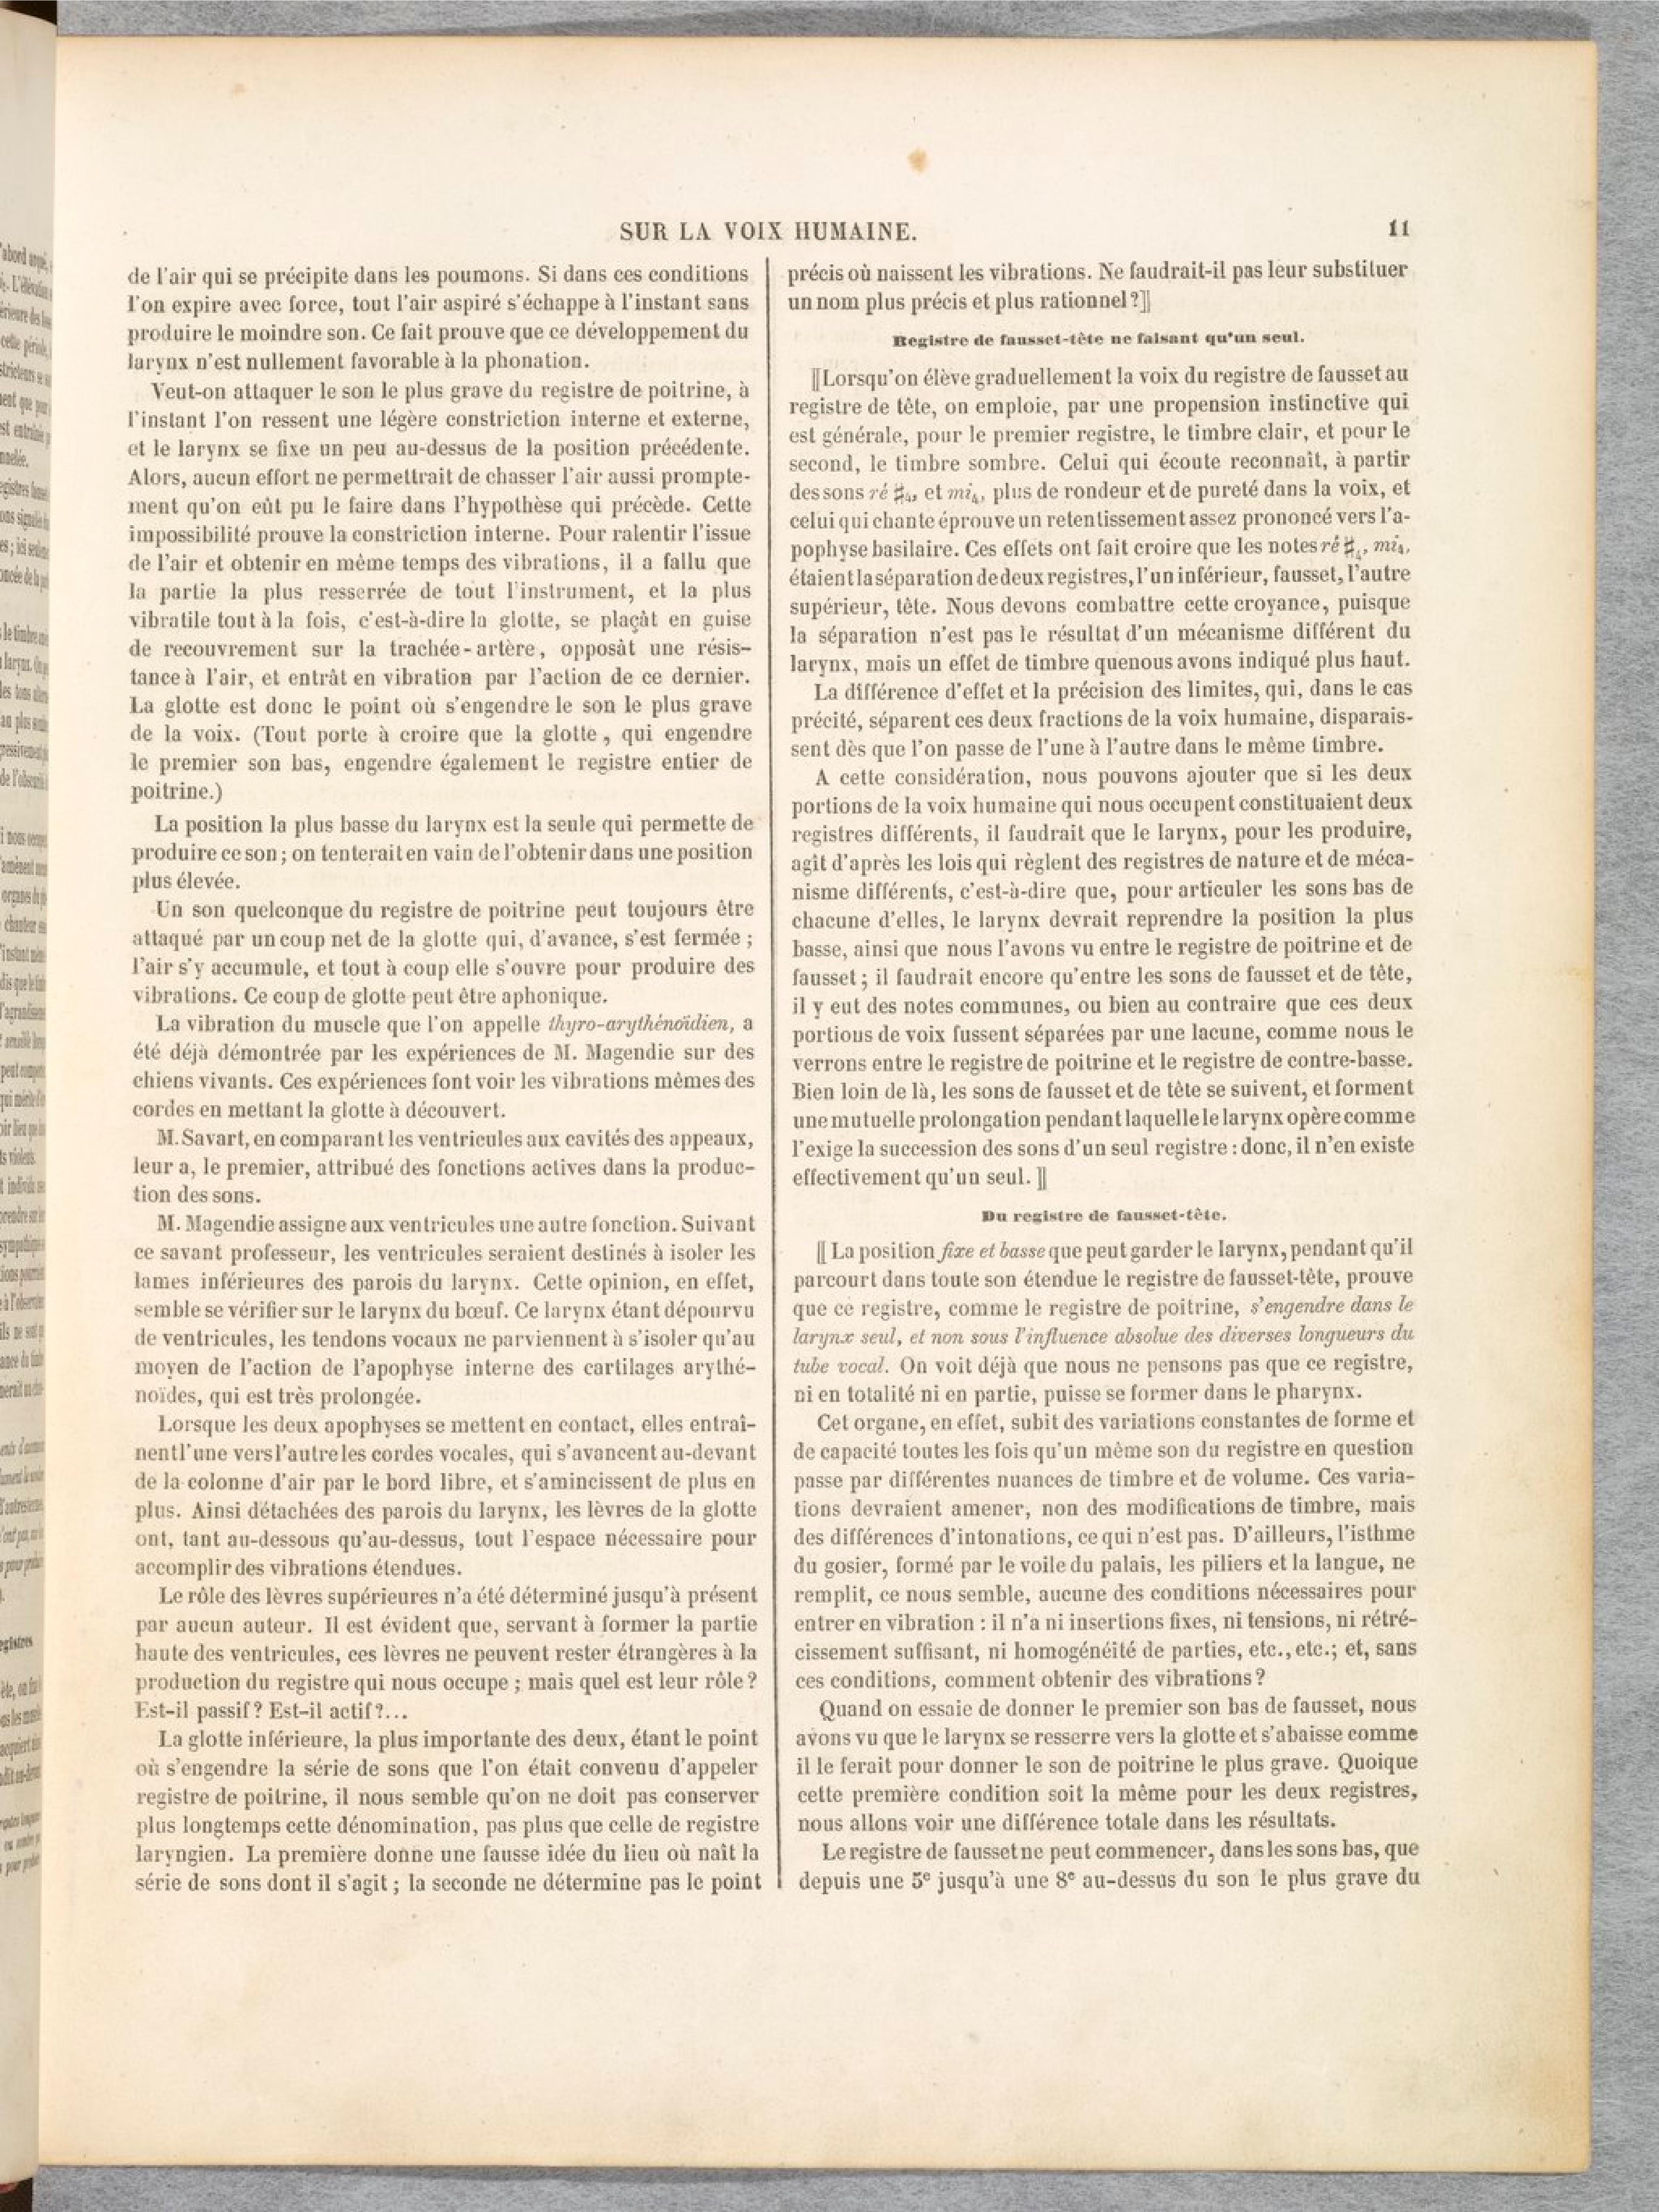 SUR LA VOIX HUMAINE.
11
de l'air qui se précipite dans les poumons. Si dans ces conditions
l'on expire avec force, tout l'air aspiré s'échappe à l'instant sans
produire le moindre son. Ce fait prouve que ce développement du
larynx n'est nullement favorable à la phonation.
Veut-on attaquer le son le plus grave du registre de poitrine, à
l'instant l'on ressent une légère constriction interne et externe,
et le larynx se fixe un peu au-dessus de la position précédente.
Alors, aucun effort ne permettrait de chasser l'air aussi prompte-
ment qu'on eût pu le faire dans l'hypothèse qui précède. Cette
impossibilité prouve la constriction interne. Pour ralentir l'issue
de l'air et obtenir en même temps des vibrations, il a fallu que
la partie la plus resserrée de tout l'instrument, et la plus
vibratile tout à la fois, c'est-à-dire la glotte, se plaçât en guise
de recouvrement sur la trachée-artère, opposât une résis-
tance à l'air, et entrât en vibration par l'action de ce dernier.
La glotte est donc le point où s'engendre le son le plus grave
de la voix. (Tout porte à croire que la glotte, qui engendre
le premier son bas, engendre également le registre entier de
poitrine.)
La position la plus basse du larynx est la seule qui permette de
produire ce son; on tenterait en vain de l'obtenir dans une position
plus élevée.
Un son quelconque du registre de poitrine peut toujours être
attaqué par un coup net de la glotte qui, d'avance, s'est fermée;
l'air s'y accumule, et tout à coup elle s'ouvre pour produire des
vibrations. Ce coup de glotte peut être aphonique.
La vibration du muscle que l'on appelle thyro-arythénoïdien, a
été déjà démontrée par les expériences de M. Magendie sur des
chiens vivants. Ces expériences font voir les vibrations mêmes des
cordes en mettant la glotte à découvert.
M. Savart, en comparant les ventricules aux cavités des appeaux,
leur a, le premier, attribué des fonctions actives dans la produc-
tion des sons.
M. Magendie assigne aux ventricules une autre fonction. Suivant
ce savant professeur, les ventricules seraient destinés à isoler les
lames inférieures des parois du larynx. Cette opinion, en effet,
semble se vérifier sur le larynx du bœuf. Ce larynx étant dépourvu
de ventricules, les tendons vocaux ne parviennent à s'isoler qu'au
moyen de l'action de l'apophyse interne des cartilages arythé-
noïdes, qui est très prolongée.
Lorsque les deux apophyses se mettent en contact, elles entraî-
nent l'une vers l'autre les cordes vocales, qui s'avancent au-devant
de la colonne d'air par le bord libre, et s'amincissent de plus en
plus. Ainsi détachées des parois du larynx, les lèvres de la glotte
ont, tant au-dessous qu'au-dessus, tout l'espace nécessaire pour
accomplir des vibrations étendues.
Le rôle des lèvres supérieures n'a été déterminé jusqu'à présent
par aucun auteur. Il est évident que, servant à former la partie
haute des ventricules, ces lèvres ne peuvent rester étrangères à la
production du registre qui nous occupe; mais quel est leur rôle?
Est-il passif? Est-il actif?...
La glotte inférieure, la plus importante des deux, étant le point
où s'engendre la série de sons que l'on était convenu d'appeler
registre de poitrine, il nous semble qu'on ne doit pas conserver
plus longtemps cette dénomination, pas plus que celle de registre
laryngien. La première donne une fausse idée du lieu où naît la
série de sons dont il s'agit; la seconde ne détermine pas le point
précis où naissent les vibrations. Ne faudrait-il pas leur substituer
un nom plus précis et plus rationnel?]]
Registre de fausset-tête ne faisant qu'un seul.
[[Lorsqu'on élève graduellement la voix du registre de fausset au
registre de tête, on emploie, par une propension instinctive qui
est générale, pour le premier registre, le timbre clair, et pour le
second, le timbre sombre. Celui qui écoute reconnaît, à partir
des sons ré ♯₄, et mi₄, plus de rondeur et de pureté dans la voix, et
celui qui chante éprouve un retentissement assez prononcé vers l'a-
pophyse basilaire. Ces effets ont fait croire que les notes ré ♯₄, mi₄,
étaient la séparation de deux registres, l'un inférieur, fausset, l'autre
supérieur, tête. Nous devons combattre cette croyance, puisque
la séparation n'est pas le résultat d'un mécanisme différent du
larynx, mais un effet de timbre que nous avons indiqué plus haut.
La différence d'effet et la précision des limites, qui, dans le cas
précité, séparent ces deux fractions de la voix humaine, disparais-
sent dès que l'on passe de l'une à l'autre dans le même timbre.
A cette considération, nous pouvons ajouter que si les deux
portions de la voix humaine qui nous occupent constituaient deux
registres différents, il faudrait que le larynx, pour les produire,
agît d'après les lois qui règlent des registres de nature et de méca-
nisme différents, c'est-à-dire que, pour articuler les sons bas de
chacune d'elles, le larynx devrait reprendre la position la plus
basse, ainsi que nous l'avons vu entre le registre de poitrine et de
fausset; il faudrait encore qu'entre les sons de fausset et de tête,
il y eut des notes communes, ou bien au contraire que ces deux
portions de voix fussent séparées par une lacune, comme nous le
verrons entre le registre de poitrine et le registre de contre-basse.
Bien loin de là, les sons de fausset et de tête se suivent, et forment
une mutuelle prolongation pendant laquelle le larynx opère comme
l'exige la succession des sons d'un seul registre: donc, il n'en existe
effectivement qu'un seul. ]]
Du registre de fausset-tête.
[[ La position fixe et basse que peut garder le larynx, pendant qu'il
parcourt dans toute son étendue le registre de fausset-tête, prouve
que ce registre, comme le registre de poitrine, s'engendre dans le
larynx seul, et non sous l'influence absolue des diverses longueurs du
tube vocal. On voit déjà que nous ne pensons pas que ce registre,
ni en totalité ni en partie, puisse se former dans le pharynx.
Cet organe, en effet, subit des variations constantes de forme et
de capacité toutes les fois qu'un même son du registre en question
passe par différentes nuances de timbre et de volume. Ces varia-
tions devraient amener, non des modifications de timbre, mais
des différences d'intonations, ce qui n'est pas. D'ailleurs, l'isthme
du gosier, formé par le voile du palais, les piliers et la langue, ne
remplit, ce nous semble, aucune des conditions nécessaires pour
entrer en vibration: il n'a ni insertions fixes, ni tensions, ni rétré-
cissement suffisant, ni homogénéité de parties, etc., etc.; et, sans
ces conditions, comment obtenir des vibrations?
Quand on essaie de donner le premier son bas de fausset, nous
avons vu que le larynx se resserre vers la glotte et s'abaisse comme
il le ferait pour donner le son de poitrine le plus grave. Quoique
cette première condition soit la même pour les deux registres,
nous allons voir une différence totale dans les résultats.
Le registre de fausset ne peut commencer, dans les sons bas, que
depuis une 5e jusqu'à une 8e au-dessus du son le plus grave du